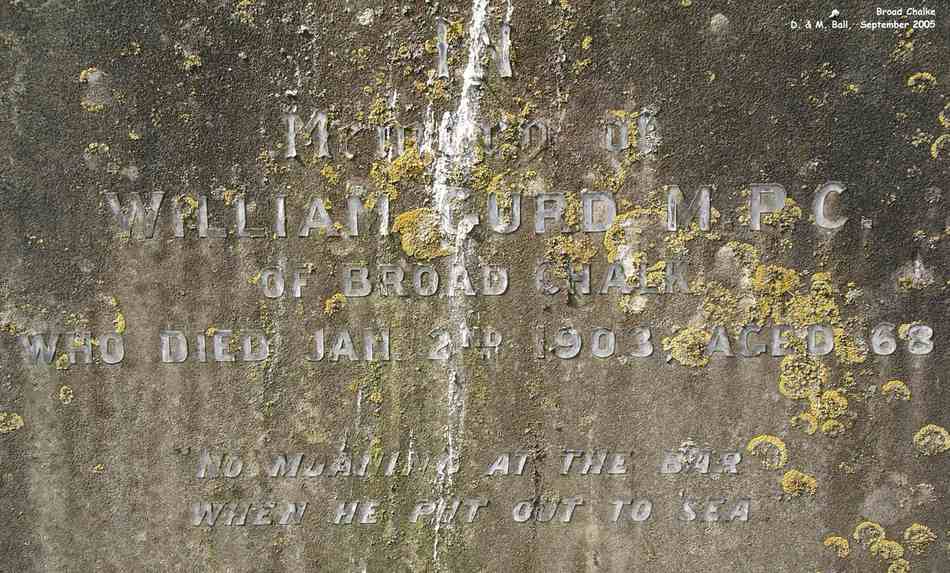 Broad Chalke
D. & M. Ball, September 2005
IN
Memory of
WILLIAM GURD M.P.C.
OF BROAD CHALK
WHO DIED JAN 2ND 1903, AGED 68
"NO MOANING AT THE BAR
WHEN HE PUT OUT TO SEA"